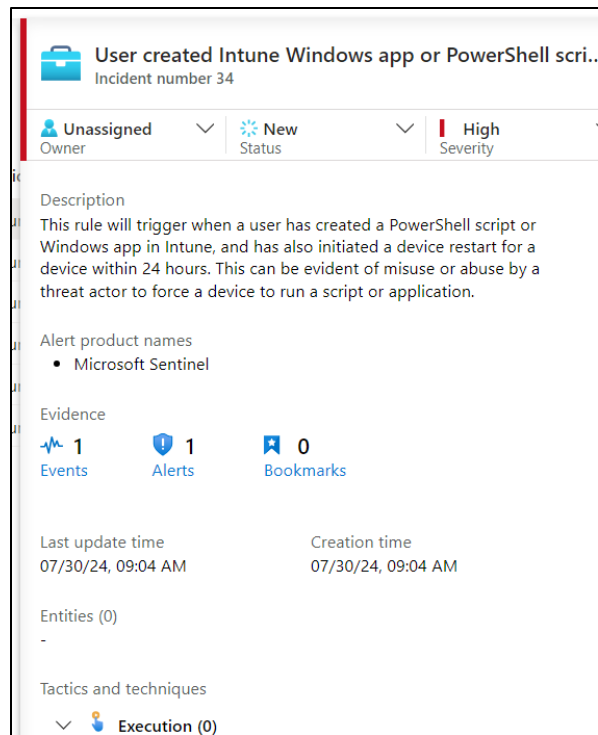 User created Intune Windows app or PowerShell scri..
Incident number 34
Unassigned
Owner
New
Status
High
Severity
Description
This rule will trigger when a user has created a PowerShell script or
Windows app in Intune, and has also initiated a device restart for a
device within 24 hours. This can be evident of misuse or abuse by a
threat actor to force a device to run a script or application.
Alert product names
• Microsoft Sentinel
Evidence
1
Events
1
Alerts
0
Bookmarks
Last update time
07/30/24, 09:04 AM
Creation time
07/30/24, 09:04 AM
Entities (0)
-
Tactics and techniques
Execution (0)